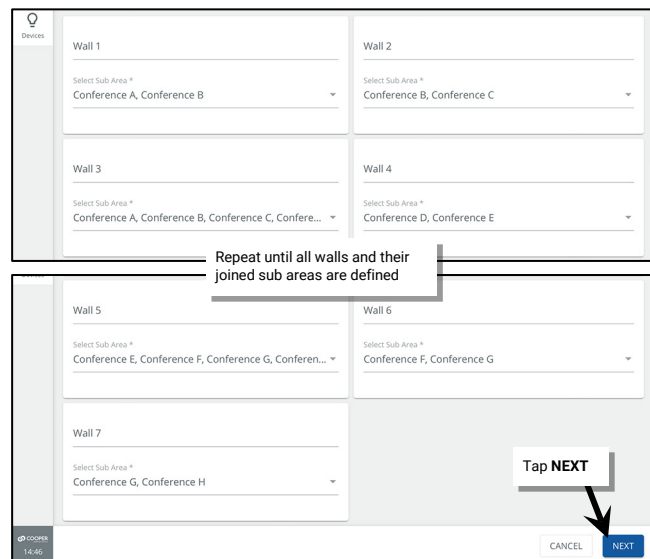 Devices
Wall 1
Wall 2
Select Sub Area *
Conference A, Conference B
Select Sub Area *
Conference B, Conference C
Wall 3
Wall 4
Select Sub Area *
Conference A, Conference B, Conference C, Confere...
Select Sub Area *
Conference D, Conference E
Repeat until all walls and their
joined sub areas are defined
Wall 5
Wall 6
Select Sub Area *
Conference E, Conference F, Conference G, Conferen...
Select Sub Area *
Conference F, Conference G
Wall 7
Select Sub Area *
Conference G, Conference H
Tap NEXT
COOPER
14:46
CANCEL
NEXT